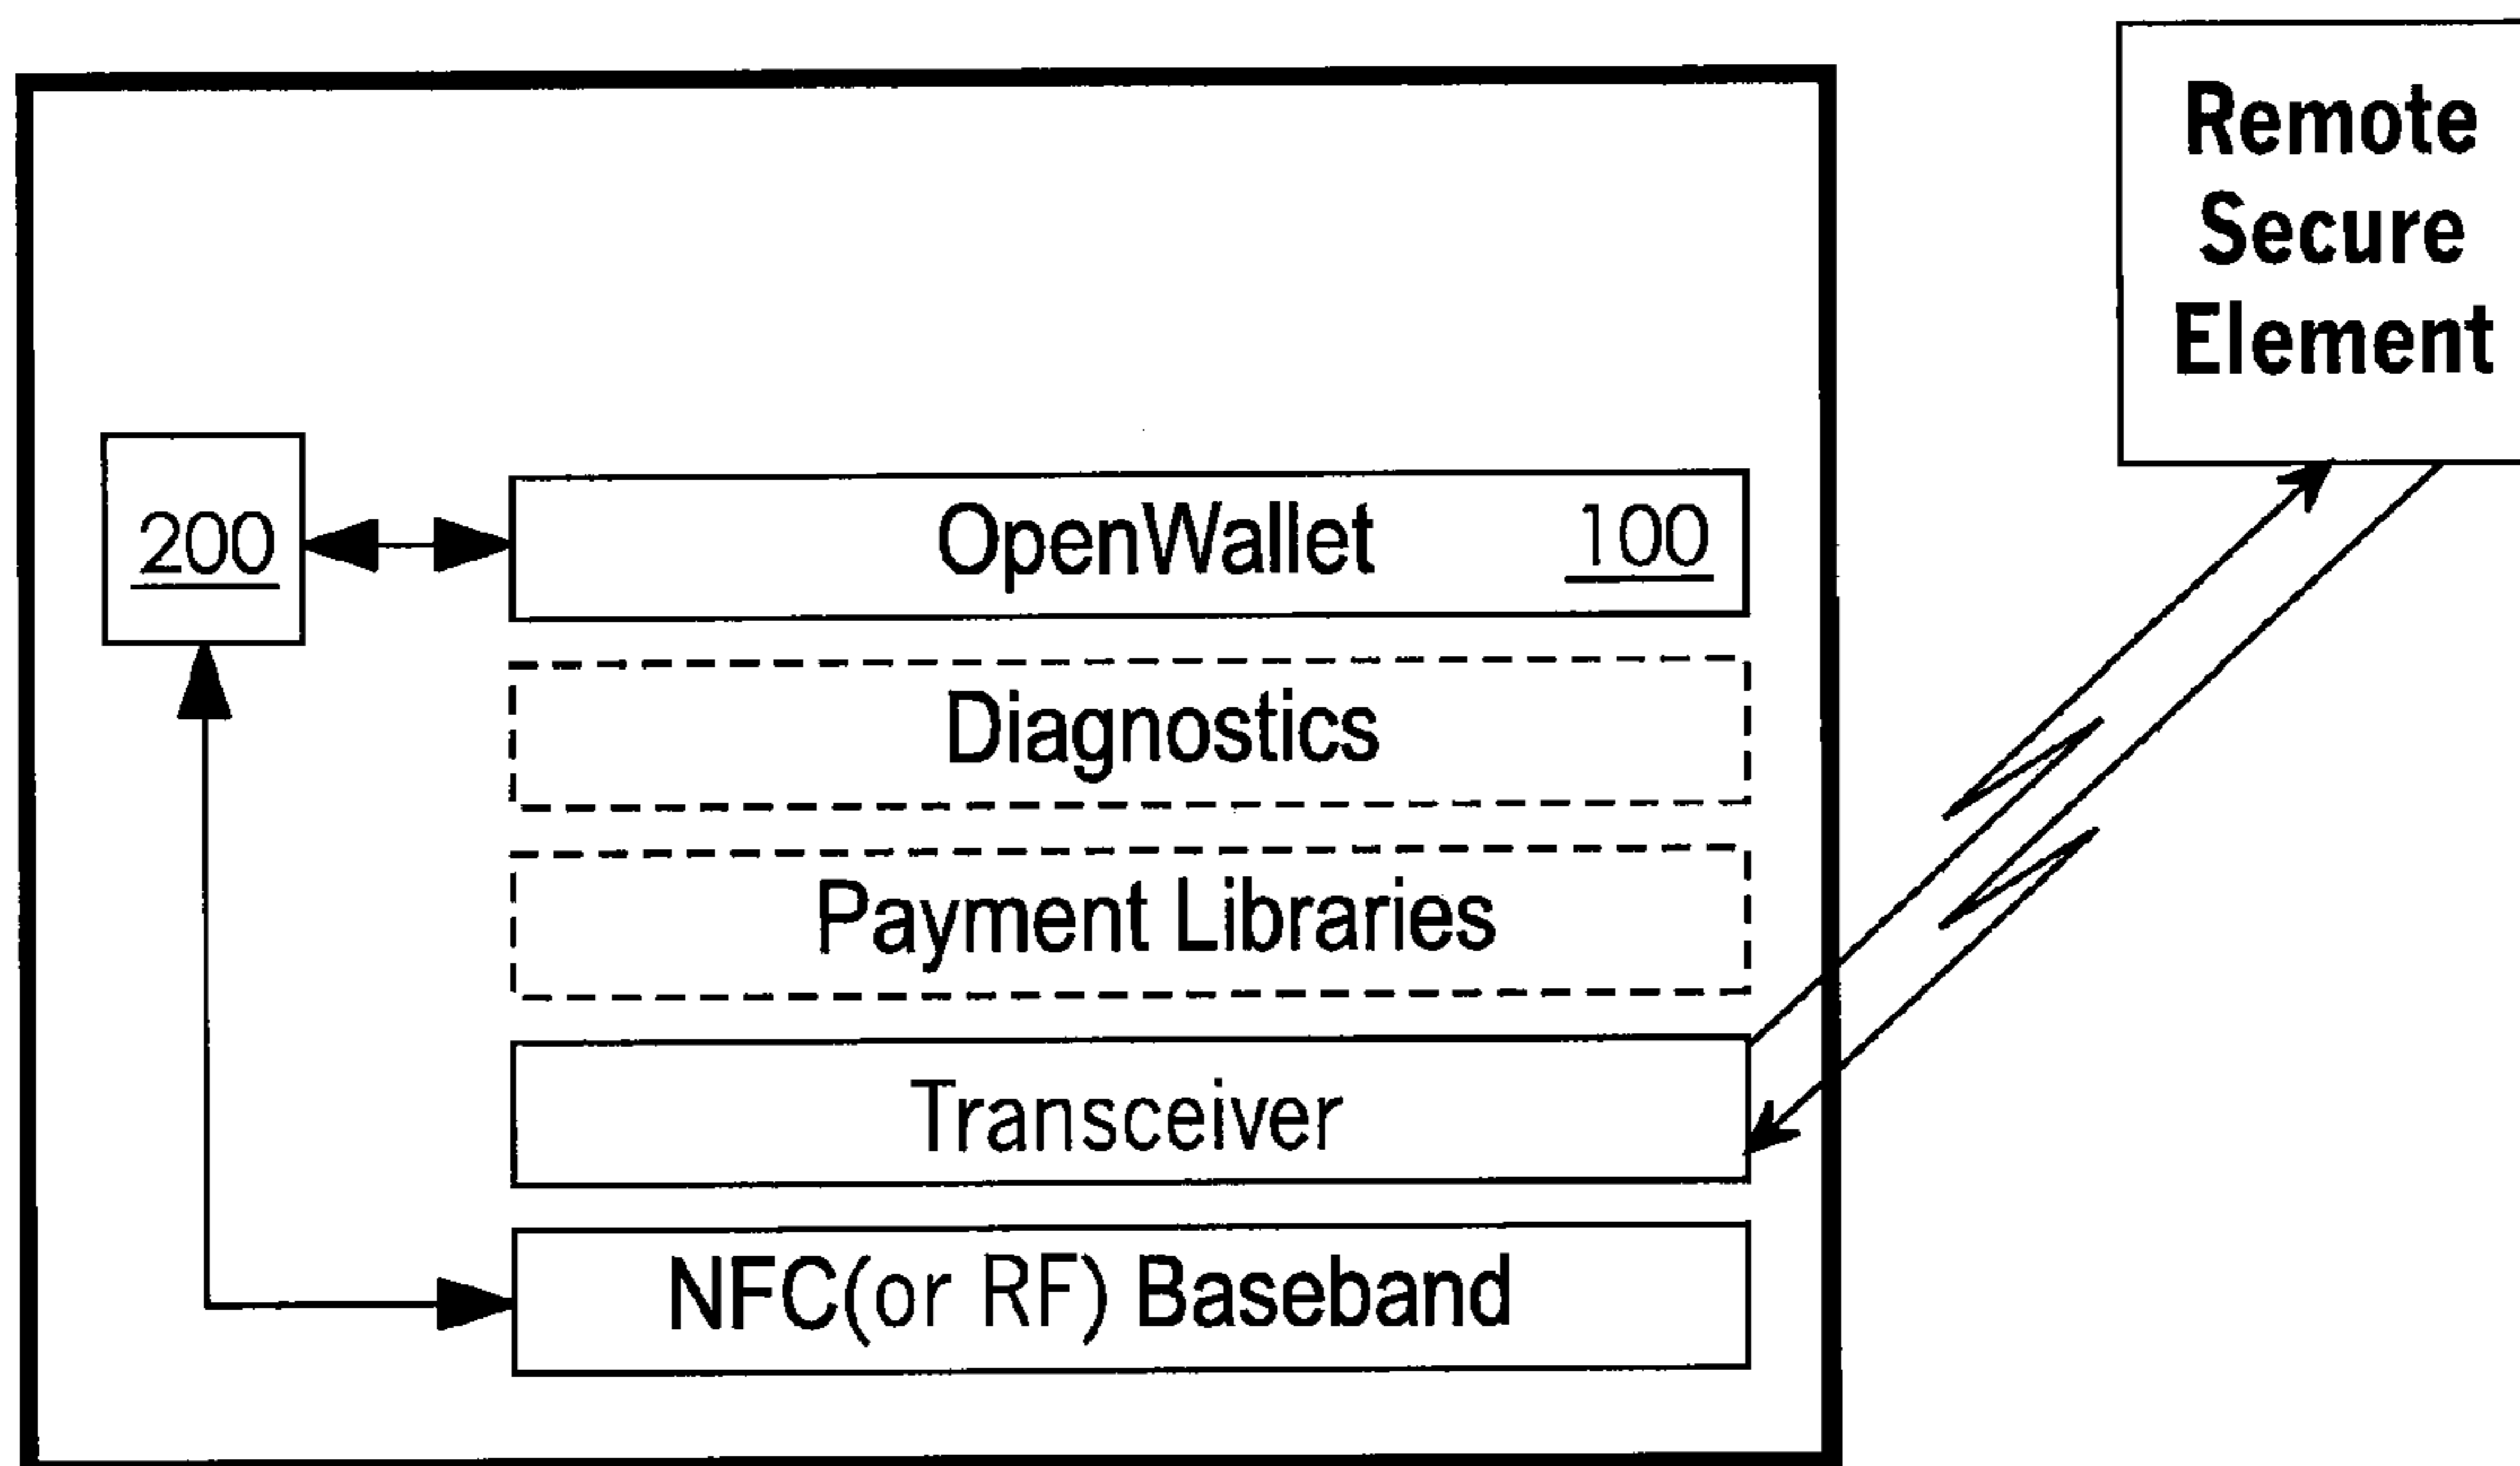 Remote
Secure
Element
200
OpenWallet 100
Diagnostics
Payment Libraries
Transceiver
NFC(or RF) Baseband